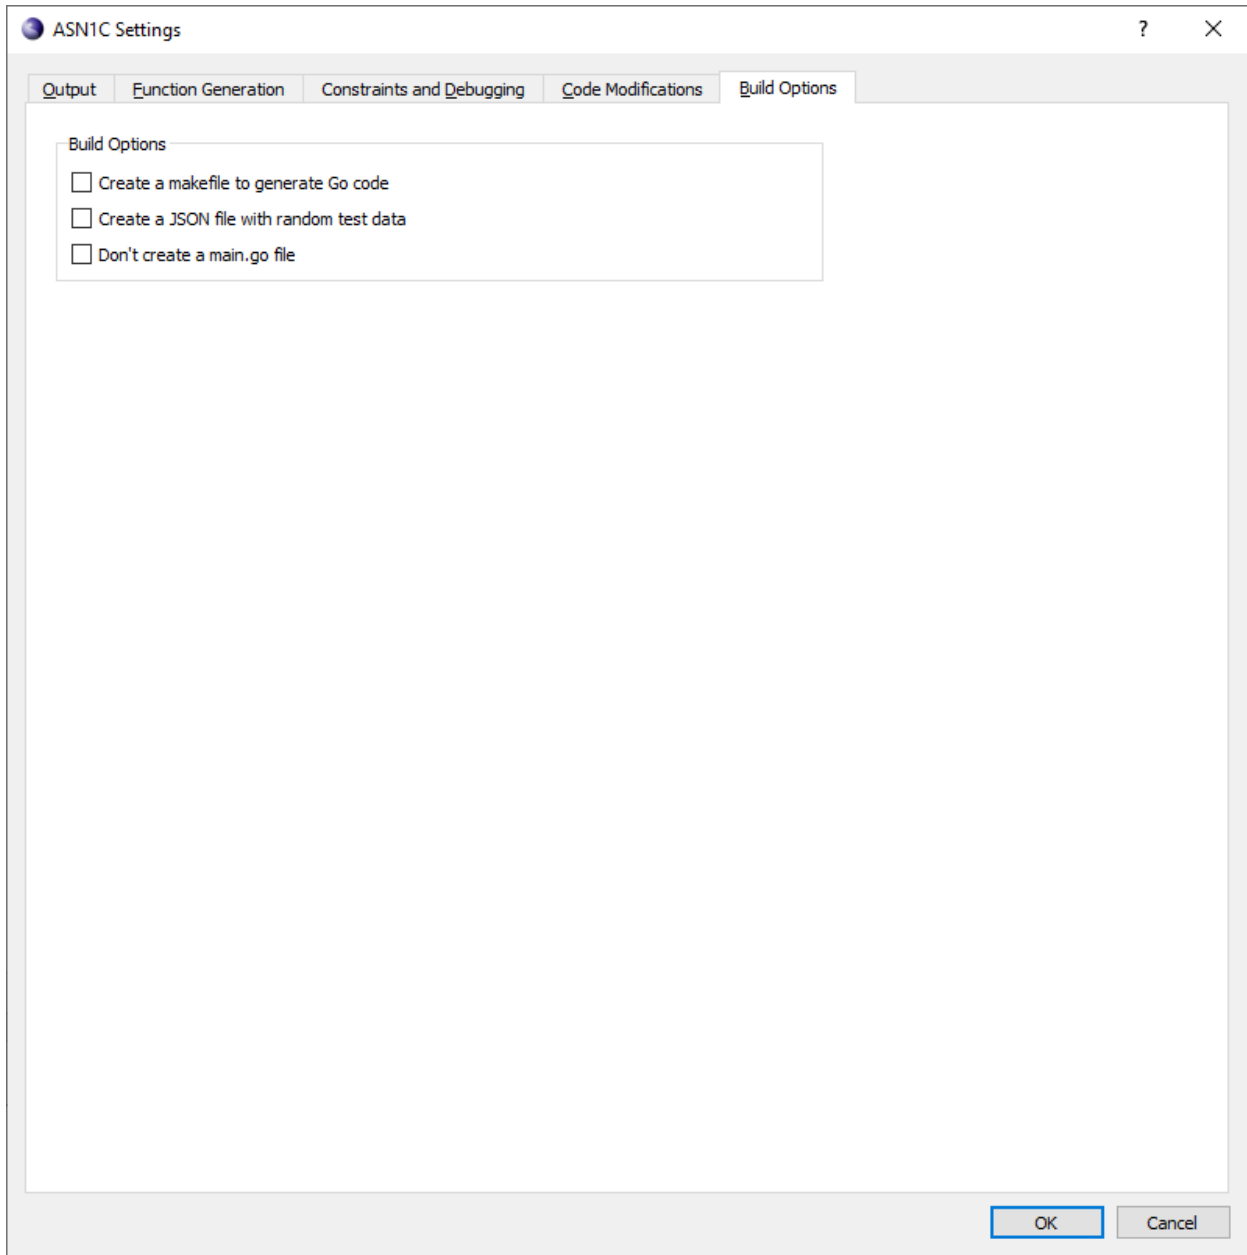 ASN1C Settings
?
Output Function Generation Constraints and Debugging Code Modifications Build Options
Build Options
Create a makefile to generate Go code
Create a JSON file with random test data
Don't create a main.go file
OK Cancel